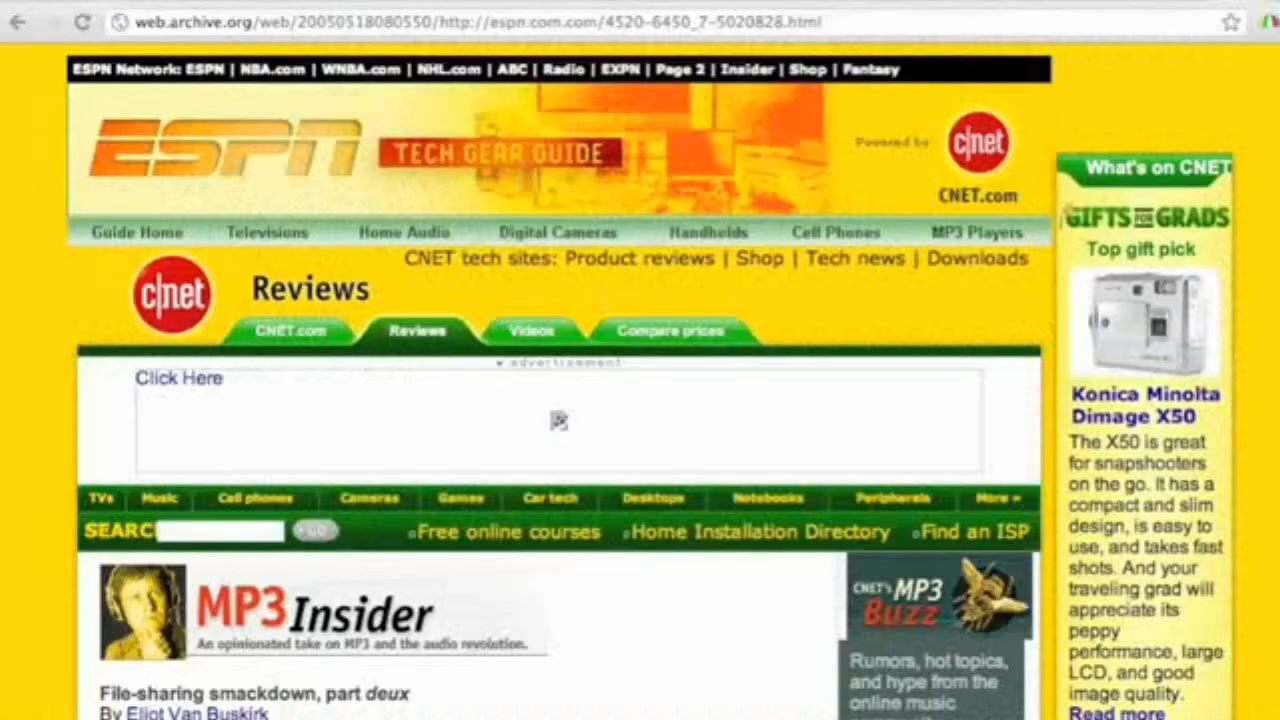 web.archive.org/web/20050518080550/http://espn.com.com/4520-6450_7-5020828.html
ESPN Network: ESPN | NBA.com | WNBA.com | NHL.com | ABC | Radio | EXPN | Page 2 | Insider | Shop | Fantasy
ESPN
TECH GEAR GUIDE
Powered by
c|net
CNET.com
Guide Home Televisions Home Audio Digital Cameras Handhelds Cell Phones MP3 Players
CNET tech sites: Product reviews | Shop | Tech news | Downloads
c|net
Reviews
CNET.com Reviews Videos Compare prices
advertisement
Click Here
TVs Music Cell phones Cameras Games Car tech Desktops Notebooks Peripherals More »
SEARC GO Free online courses Home Installation Directory Find an ISP
MP3 Insider
An opinionated take on MP3 and the audio revolution.
File-sharing smackdown, part deux
By Eliot Van Buskirk
CNET's MP3
Buzz
Rumors, hot topics,
and hype from the
online music
What's on CNET
GIFTS FOR GRADS
Top gift pick
Konica Minolta
Dimage X50
The X50 is great
for snapshooters
on the go. It has a
compact and slim
design, is easy to
use, and takes fast
shots. And your
traveling grad will
appreciate its
peppy
performance, large
LCD, and good
image quality.
Read more